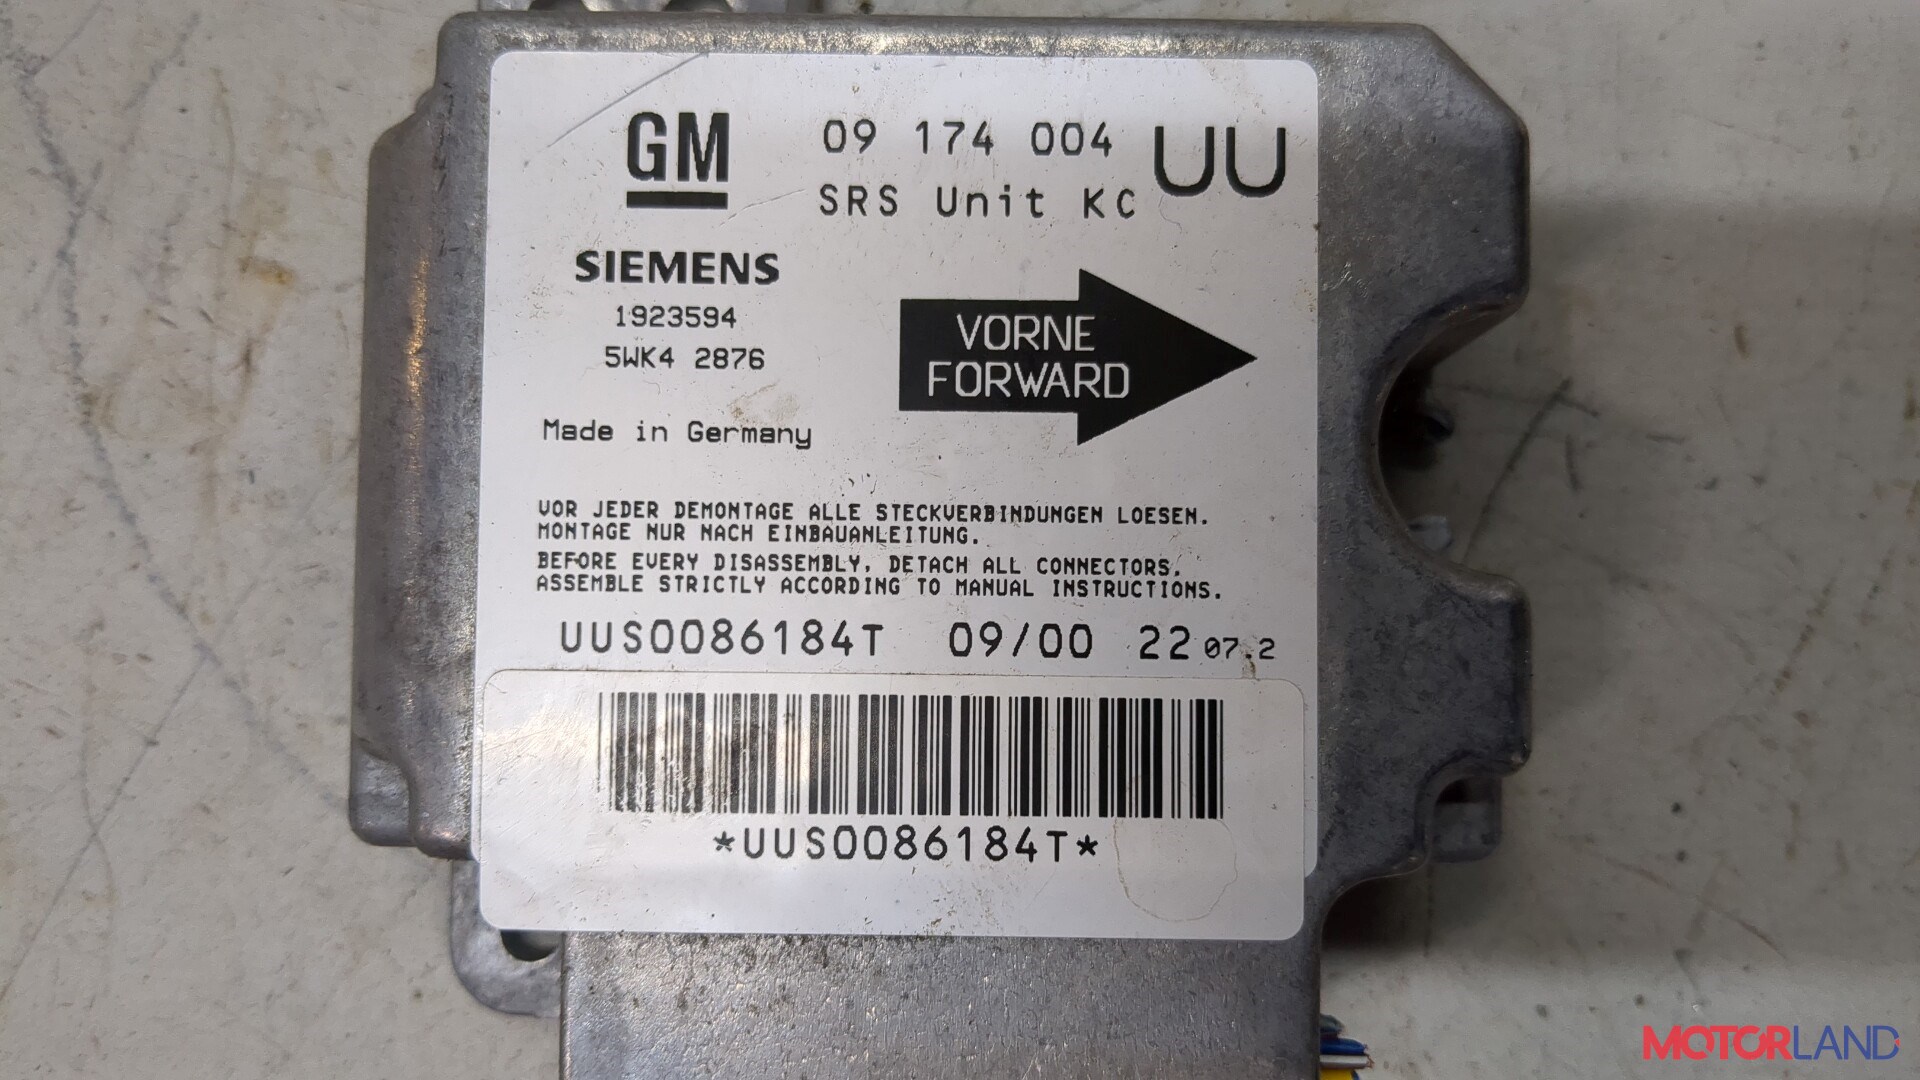 GM 09 174 004 UU
SRS Unit KC
SIEMENS
1923594
5WK4 2876
VORNE
FORWARD
Made in Germany
VOR JEDER DEMONTAGE ALLE STECKVERBINDUNGEN LOESEN.
MONTAGE NUR NACH EINBAUANLEITUNG.
BEFORE EVERY DISASSEMBLY, DETACH ALL CONNECTORS.
ASSEMBLE STRICTLY ACCORDING TO MANUAL INSTRUCTIONS.
UUS0086184T 09/00 22 07.2
*UUS0086184T*
MOTORLAND